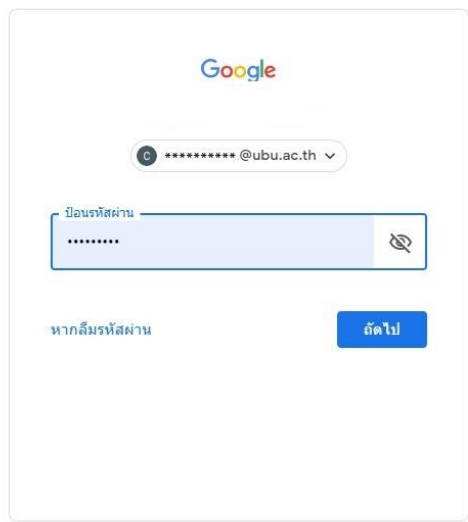 Google
C ********** @ubu.ac.th
ป้อนรหัสผ่าน
•••••••••
หากลืมรหัสผ่าน ถัดไป